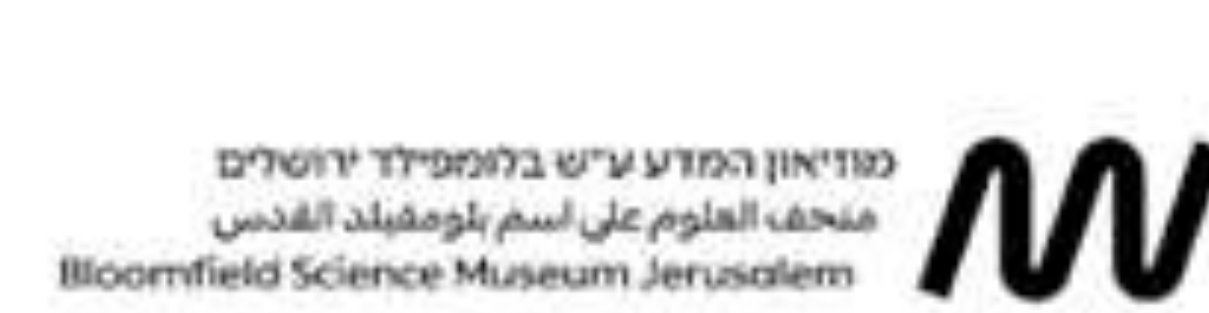 מוזיאון המדע ע״ש בלומפילד ירושלים
متحف العلوم على اسم بلومفيلد القدس
Bloomfield Science Museum Jerusalem